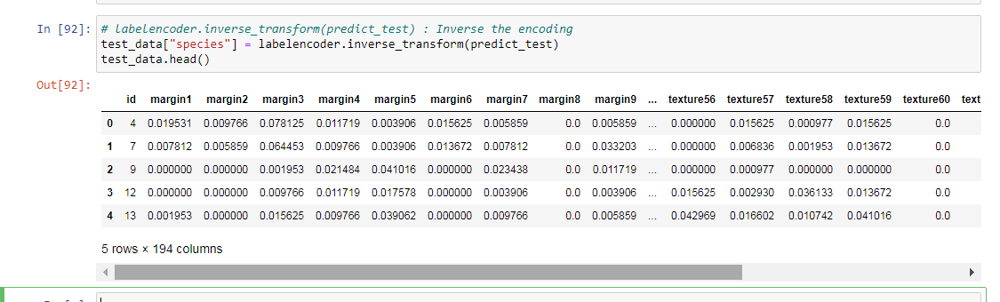 In [92]: # labelencoder.inverse_transform(predict_test) : Inverse the encoding
test_data["species"] = labelencoder.inverse_transform(predict_test)
test_data.head()
Out[92]:
id margin1 margin2 margin3 margin4 margin5 margin6 margin7 margin8 margin9 ... texture56 texture57 texture58 texture59 texture60 text
0 4 0.019531 0.009766 0.078125 0.011719 0.003906 0.015625 0.005859 0.0 0.005859 ... 0.000000 0.015625 0.000977 0.015625 0.0
1 7 0.007812 0.005859 0.064453 0.009766 0.003906 0.013672 0.007812 0.0 0.033203 ... 0.000000 0.006836 0.001953 0.013672 0.0
2 9 0.000000 0.000000 0.001953 0.021484 0.041016 0.000000 0.023438 0.0 0.011719 ... 0.000000 0.000977 0.000000 0.000000 0.0
3 12 0.000000 0.000000 0.009766 0.011719 0.017578 0.000000 0.003906 0.0 0.003906 ... 0.015625 0.002930 0.036133 0.013672 0.0
4 13 0.001953 0.000000 0.015625 0.009766 0.039062 0.000000 0.009766 0.0 0.005859 ... 0.042969 0.016602 0.010742 0.041016 0.0
5 rows × 194 columns